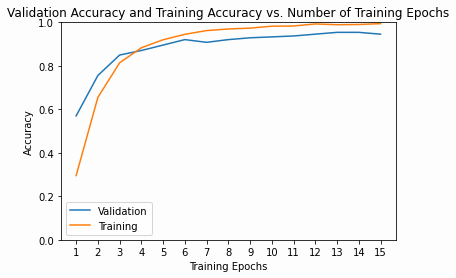 Validation Accuracy and Training Accuracy vs. Number of Training Epochs
1.0
0.8
0.6
0.4
0.2
0.0
Accuracy
Validation
Training
1 2 3 4 5 6 7 8 9 10 11 12 13 14 15
Training Epochs